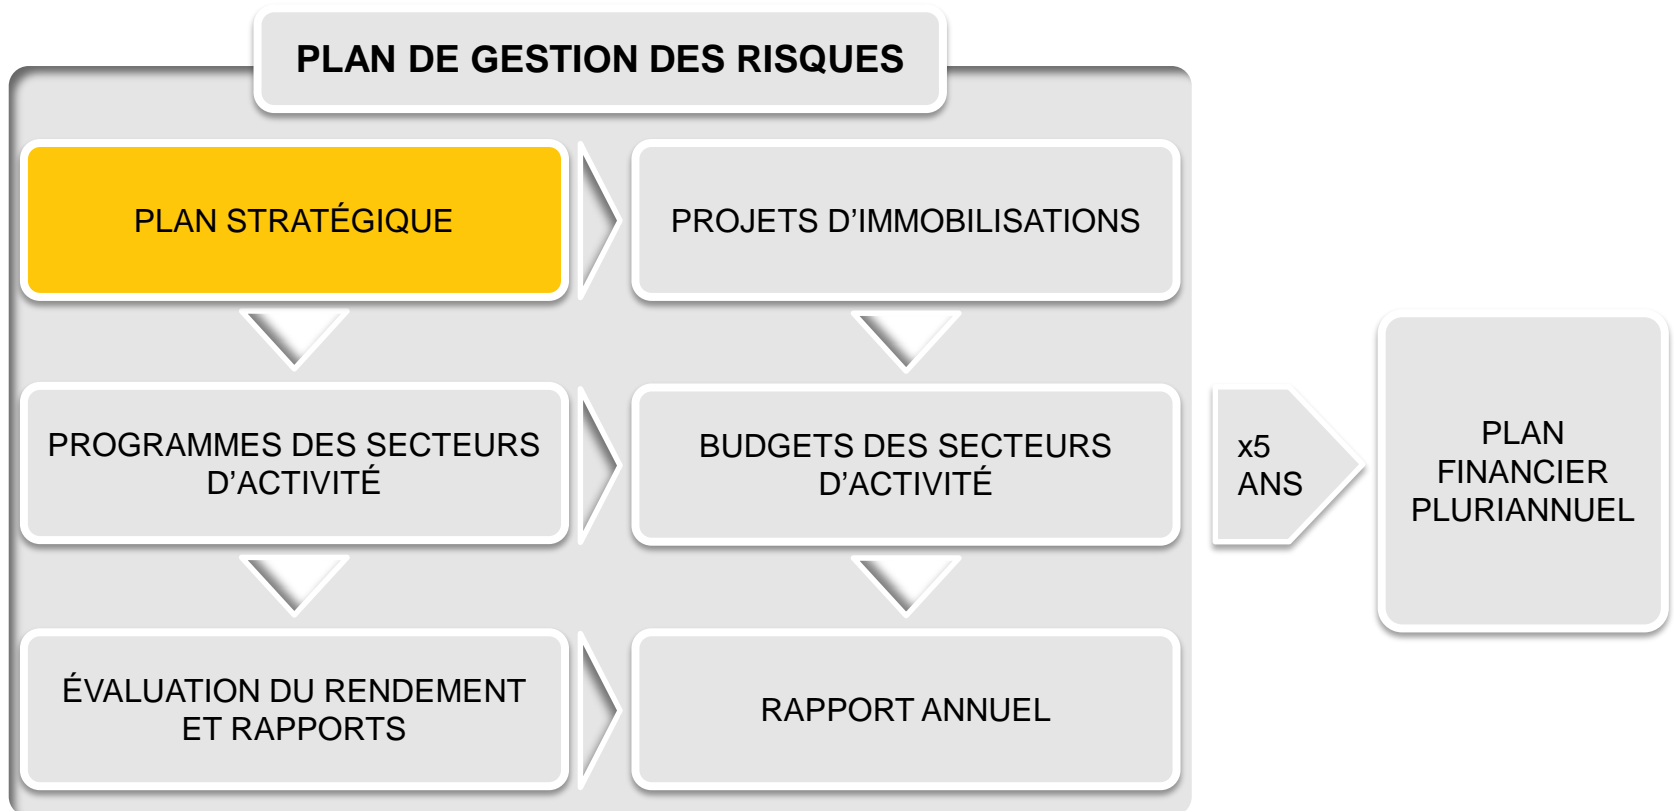 PLAN DE GESTION DES RISQUES
PLAN STRATÉGIQUE
PROJETS D’IMMOBILISATIONS
PROGRAMMES DES SECTEURS
D’ACTIVITÉ
BUDGETS DES SECTEURS
D’ACTIVITÉ
x5
ANS
PLAN
FINANCIER
PLURIANNUEL
ÉVALUATION DU RENDEMENT
ET RAPPORTS
RAPPORT ANNUEL